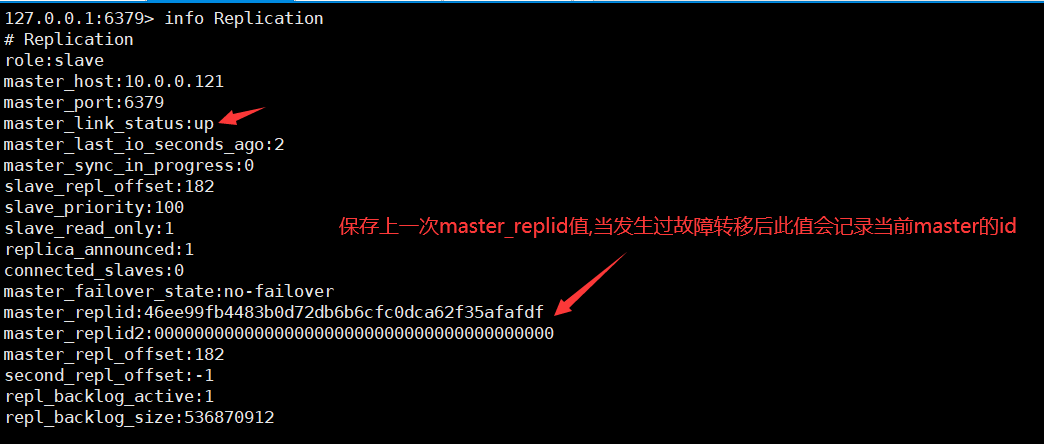 127.0.0.1:6379> info Replication
# Replication
role:slave
master_host:10.0.0.121
master_port:6379
master_link_status:up
master_last_io_seconds_ago:2
master_sync_in_progress:0
slave_repl_offset:182
slave_priority:100
slave_read_only:1
保存上一次master_replid值,当发生过故障转移后此值会记录当前master的id
replica_announced:1
connected_slaves:0
master_failover_state:no-failover
master_replid:46ee99fb4483b0d72db6b6cfc0dca62f35afafdf
master_replid2:0000000000000000000000000000000000000000
master_repl_offset:182
second_repl_offset:-1
repl_backlog_active:1
repl_backlog_size:536870912